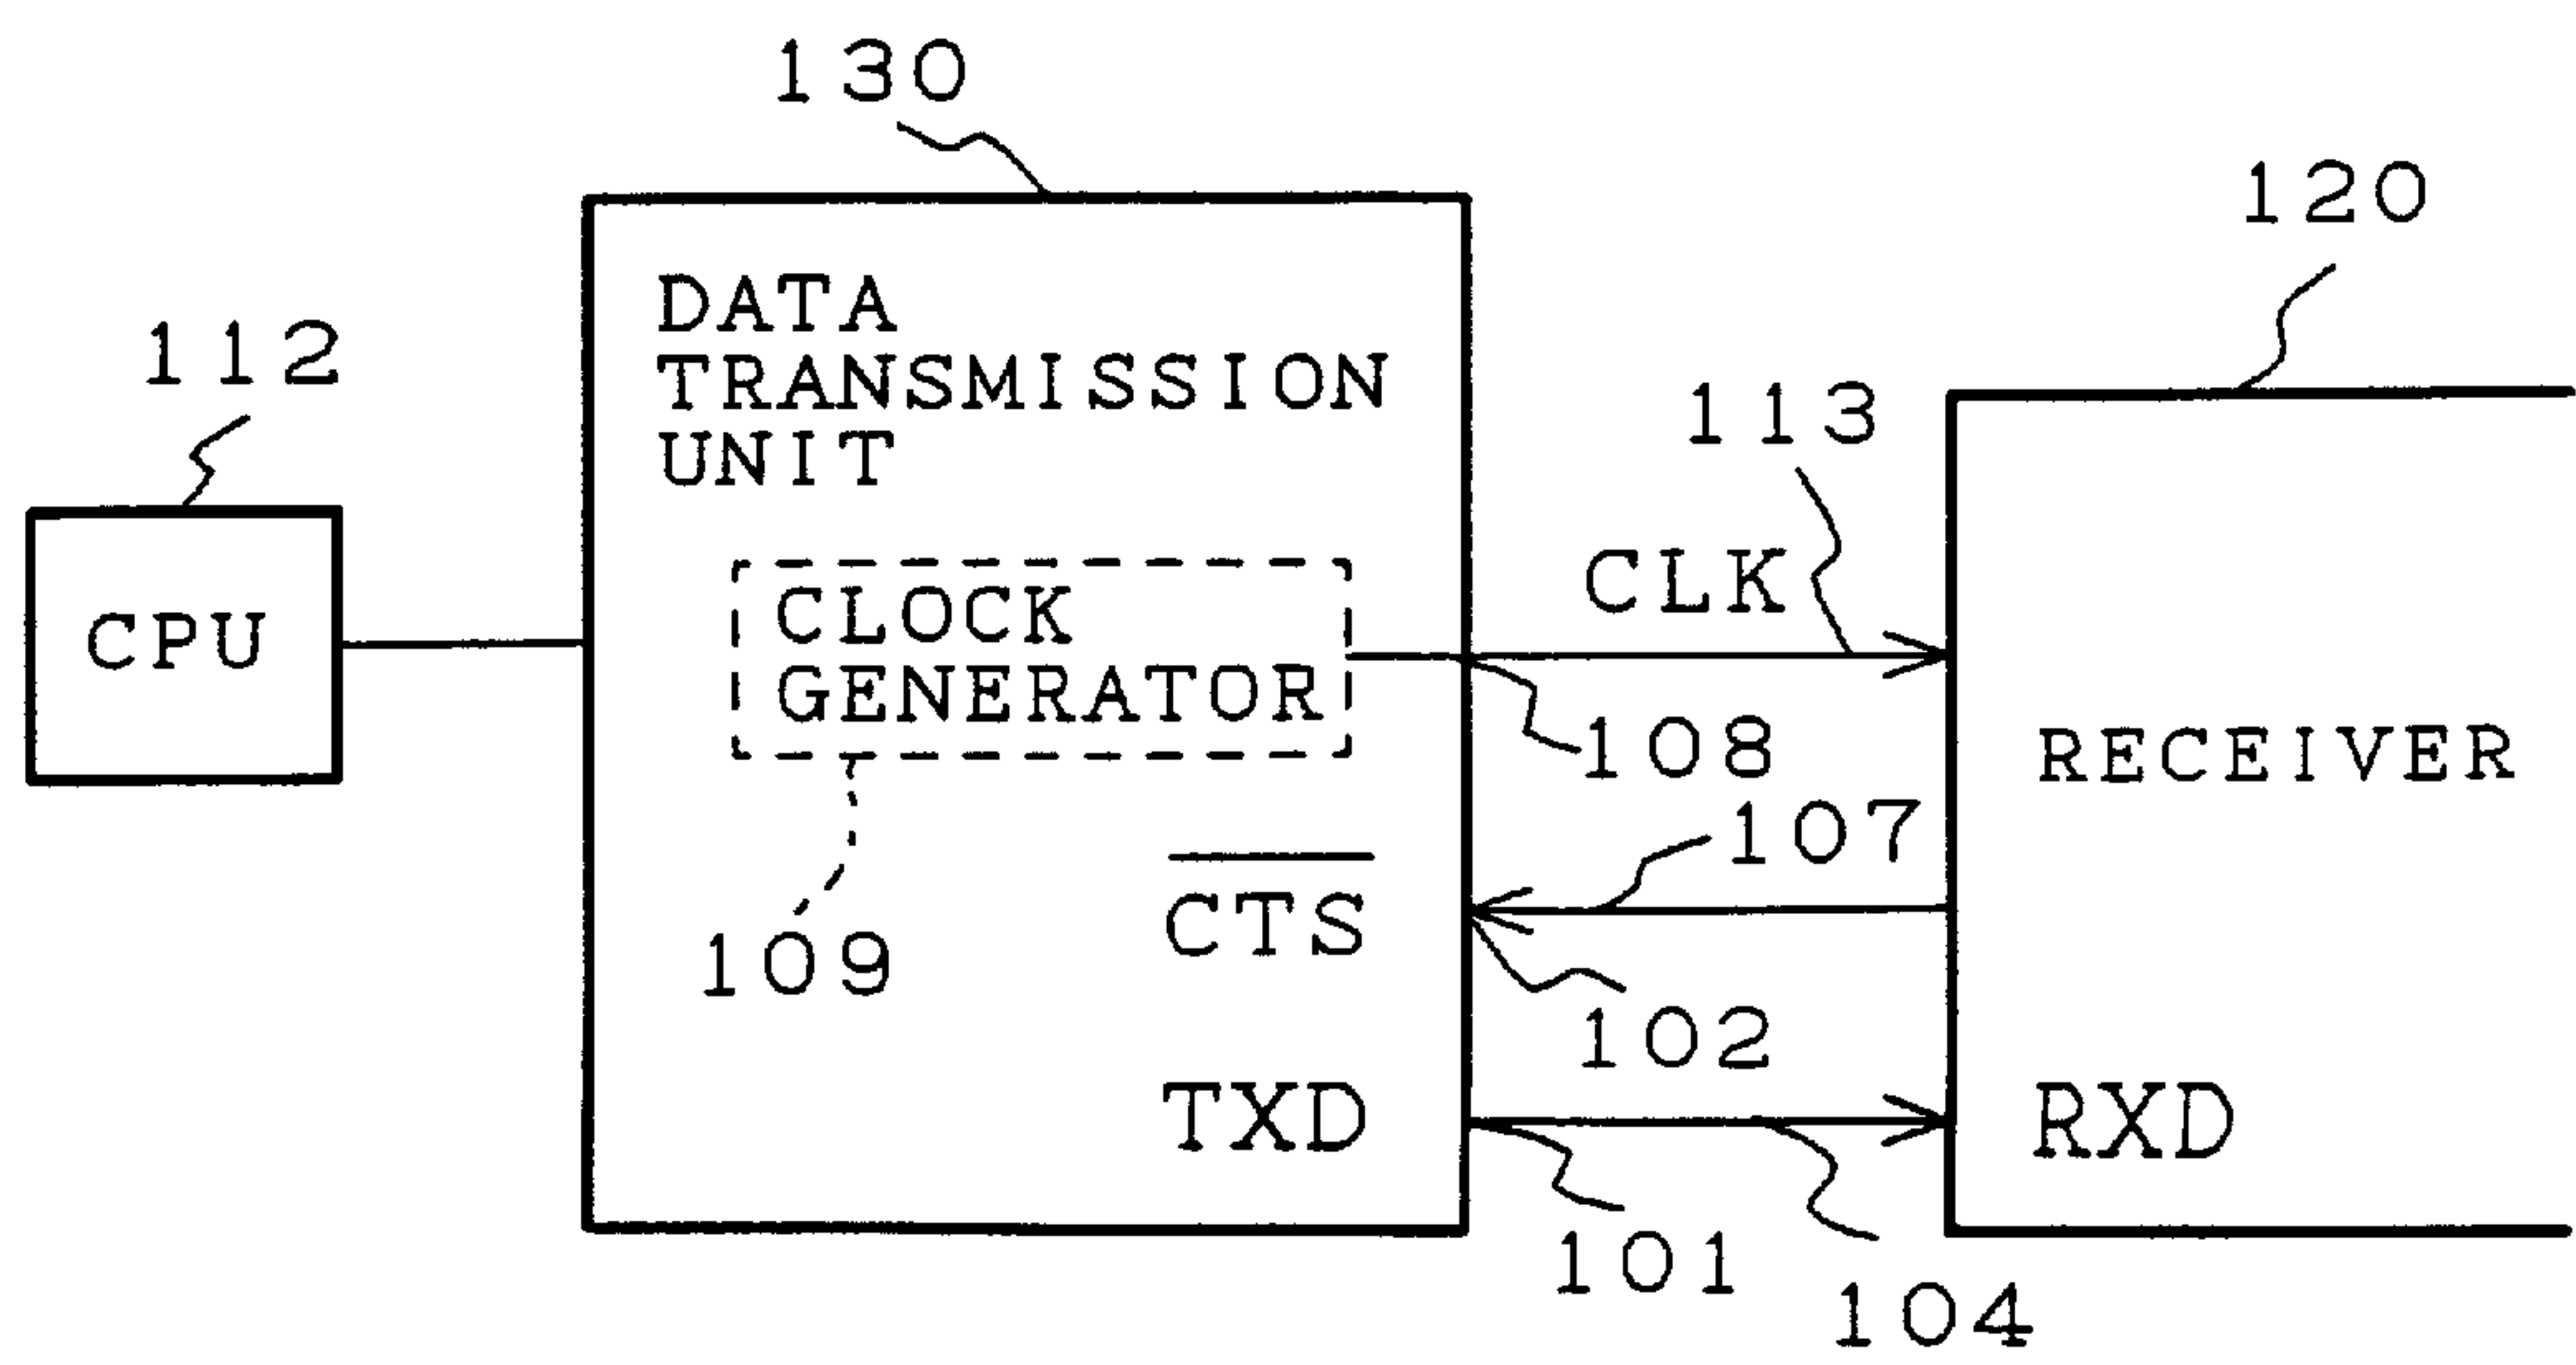 130
120
112
DATA
TRANSMISSION
UNIT
113
CLK
CPU
CLOCK
GENERATOR
108
RECEIVER
107
C̅T̅S̅
109
102
TXD
RXD
101
104